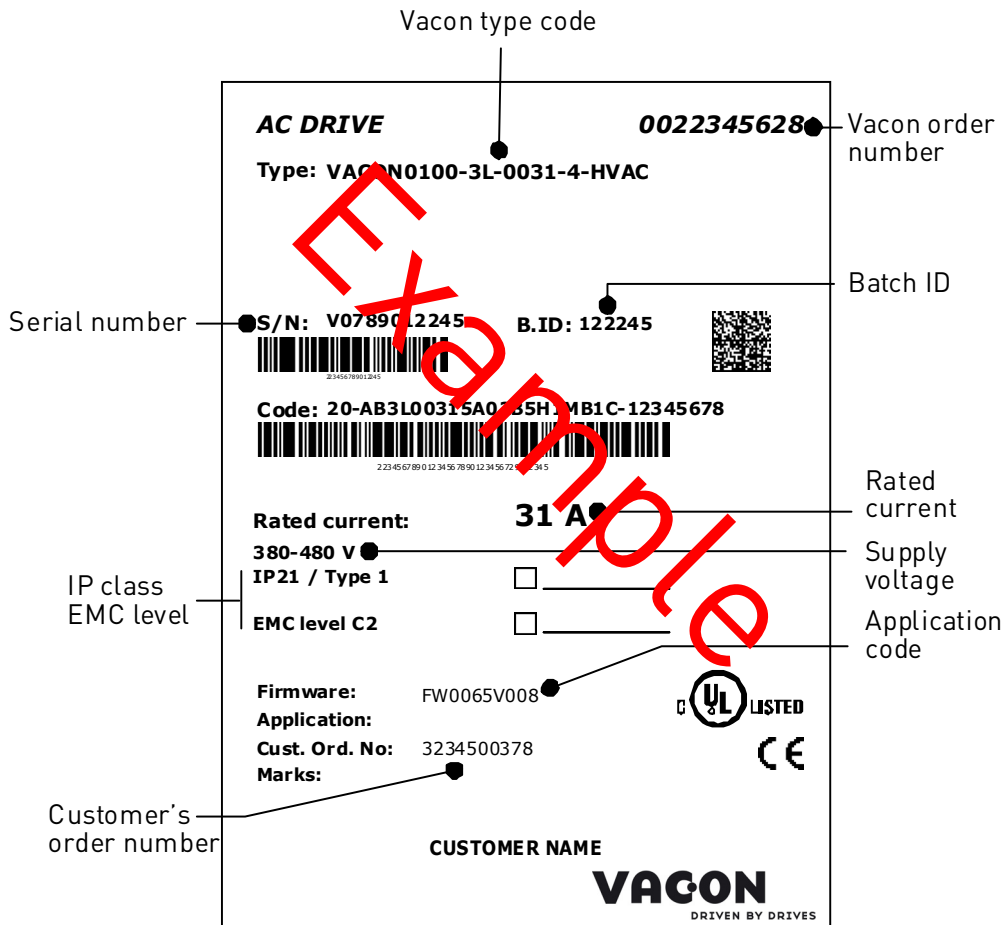 Vacon type code
AC DRIVE
0022345628
Vacon order
number
Type: VACON0100-3L-0031-4-HVAC
Batch ID
Serial number
S/N: V0789012245
B.ID: 122245
2345678901245
Code:
Rated
current
Rated current:
31 A
380-480 V
Supply
voltage
IP class
EMC level
IP21 / Type 1
EMC level C2
Application
code
Firmware:
FW0065V008
Application:
Cust. Ord. No:
3234500378
Marks:
C UL LISTED
CE
Customer's
order number
CUSTOMER NAME
VACON
DRIVEN BY DRIVES
Example